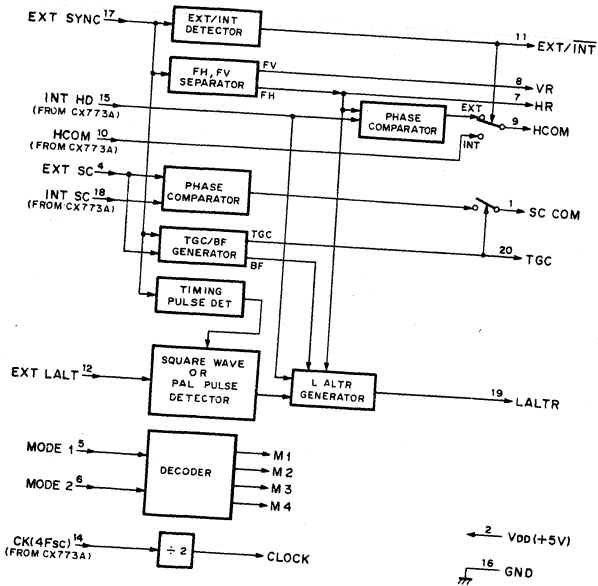 EXT SYNC 17
EXT/INT
DETECTOR
11 EXT/INT
FH, FV
SEPARATOR
FV
FH
8 VR
7 HR
INT HD 15
(FROM CX773A)
PHASE
COMPARATOR
EXT
INT
9 HCOM
HCOM 10
(FROM CX773A)
EXT SC 4
INT SC 18
(FROM CX773A)
PHASE
COMPARATOR
1 SC COM
TGC/BF
GENERATOR
TGC
BF
20 TGC
TIMING
PULSE DET
EXT LALT 12
SQUARE WAVE
OR
PAL PULSE
DETECTOR
LALTR
GENERATOR
19 LALTR
MODE 1 5
MODE 2 6
DECODER
M1
M2
M3
M4
CK(4Fsc) 14
(FROM CX773A)
÷2
CLOCK
2 VDD(+5V)
16 GND